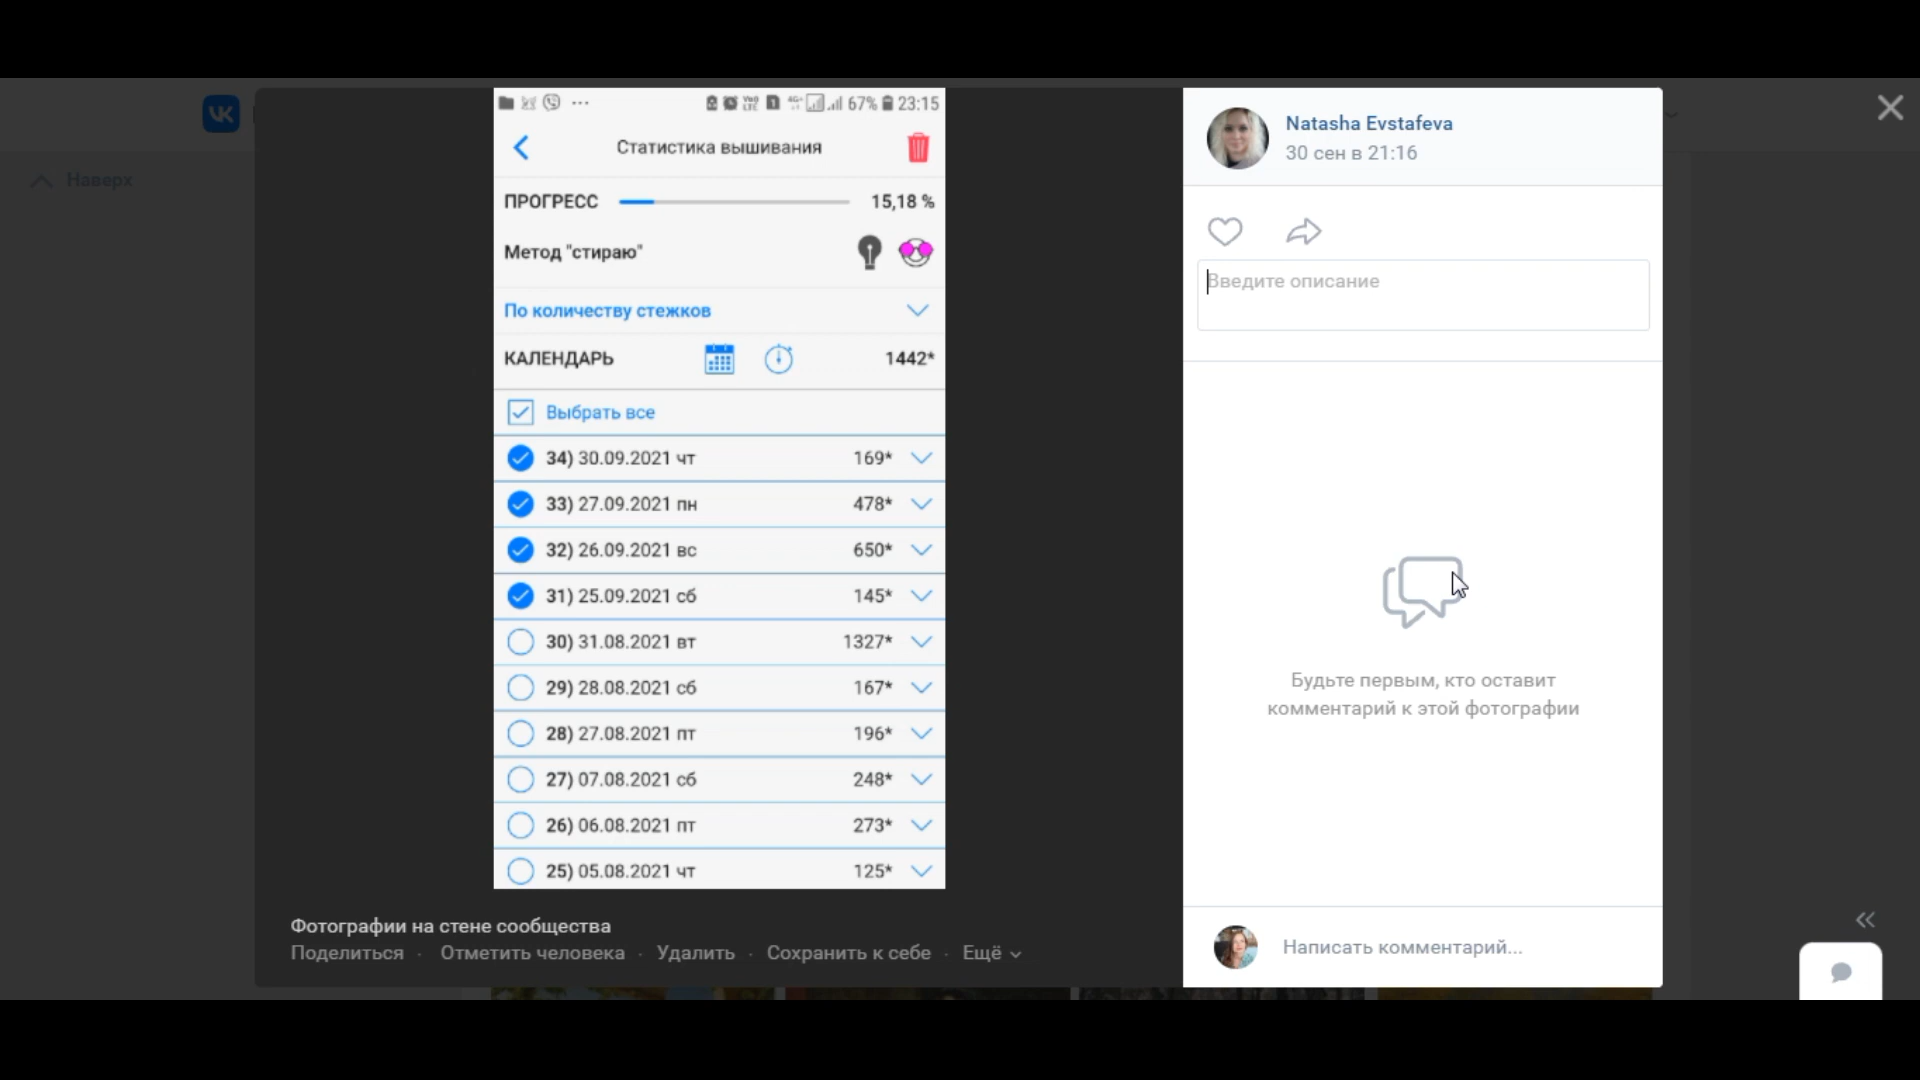 67% 23:15
Статистика вышивания
ПРОГРЕСС 15,18 %
Метод "стираю"
По количеству стежков
КАЛЕНДАРЬ 1442*
Выбрать все
34) 30.09.2021 чт 169*
33) 27.09.2021 пн 478*
32) 26.09.2021 вс 650*
31) 25.09.2021 сб 145*
30) 31.08.2021 вт 1327*
29) 28.08.2021 сб 167*
28) 27.08.2021 пт 196*
27) 07.08.2021 сб 248*
26) 06.08.2021 пт 273*
25) 05.08.2021 чт 125*
Наверх
Фотографии на стене сообщества
Поделиться · Отметить человека · Удалить · Сохранить к себе · Ещё
Natasha Evstafeva
30 сен в 21:16
Введите описание
Будьте первым, кто оставит
комментарий к этой фотографии
Написать комментарий...